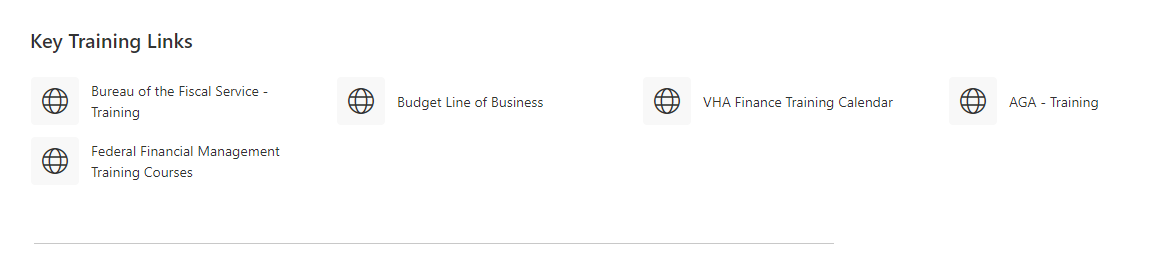 Key Training Links
Bureau of the Fiscal Service -
Training
Budget Line of Business
VHA Finance Training Calendar
AGA - Training
Federal Financial Management
Training Courses